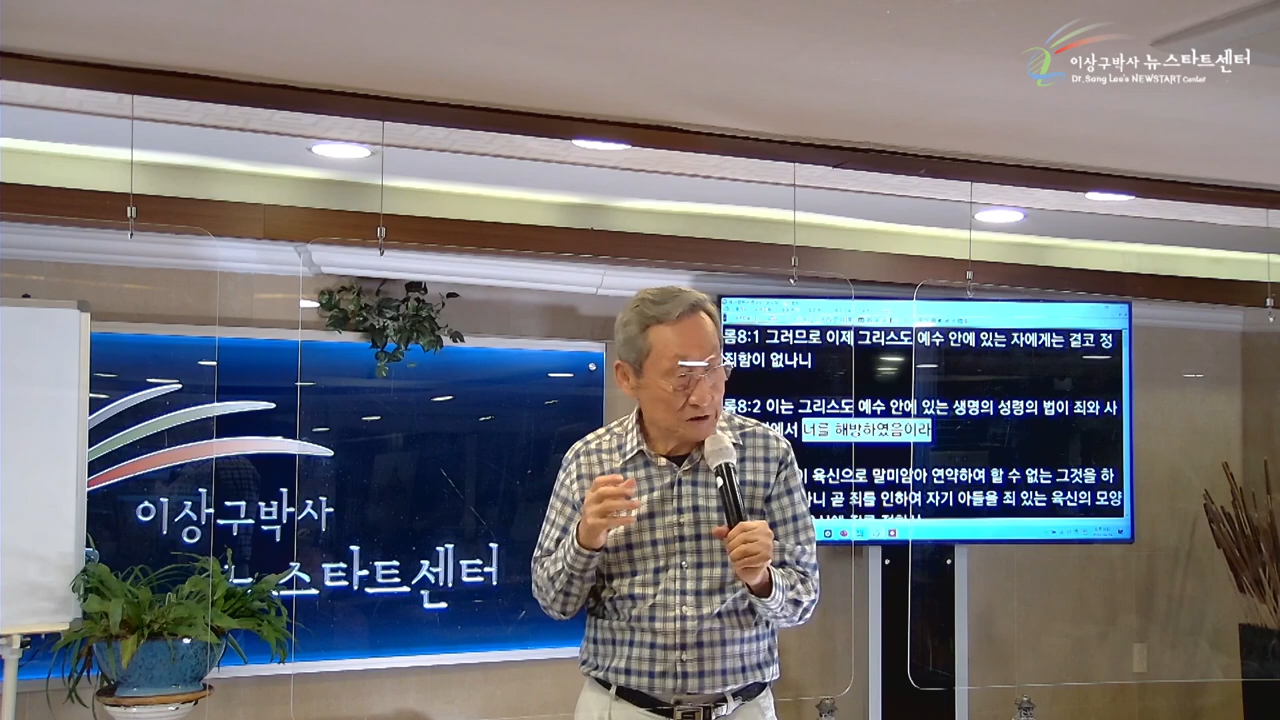 이상구박사 뉴스타트센터
Dr. Sang Lee's NEWSTART Center
롬8:1 그러므로 이제 그리스도 예수 안에 있는 자에게는 결코 정
죄함이 없나니
롬8:2 이는 그리스도 예수 안에 있는 생명의 성령의 법이 죄와 사
에서 너를 해방하였음이라
이 육신으로 말미암아 연약하여 할 수 없는 그것을 하
니 곧 죄를 인하여 자기 아들을 죄 있는 육신의 모양
이상구박사
스타트센터